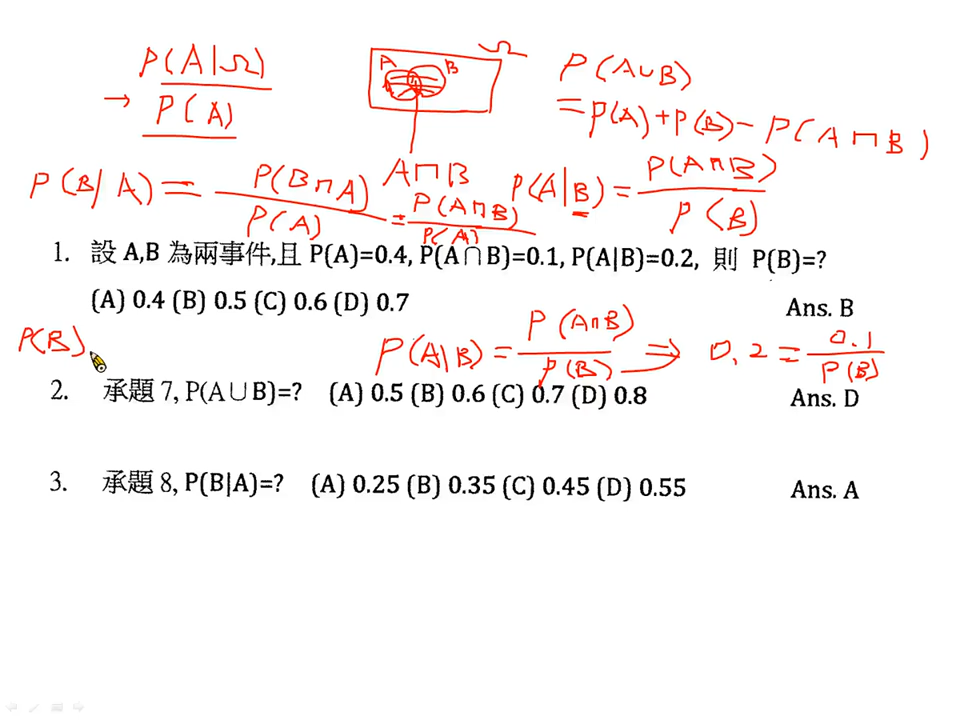 P(A|Ω)
→ P(A)
A B Ω
A∩B
P(A∪B)
=P(A)+P(B)-P(A∩B)
P(B|A)=P(B∩A)/P(A)=P(A∩B)/P(A)
P(A|B)=P(A∩B)/P(B)
1. 設 A,B 為兩事件,且 P(A)=0.4, P(A∩B)=0.1, P(A|B)=0.2, 則 P(B)=?
(A) 0.4 (B) 0.5 (C) 0.6 (D) 0.7 Ans. B
P(B)
P(A|B)=P(A∩B)/P(B) ⇒ 0.2=0.1/P(B)
2. 承題 7, P(A∪B)=? (A) 0.5 (B) 0.6 (C) 0.7 (D) 0.8 Ans. D
3. 承題 8, P(B|A)=? (A) 0.25 (B) 0.35 (C) 0.45 (D) 0.55 Ans. A